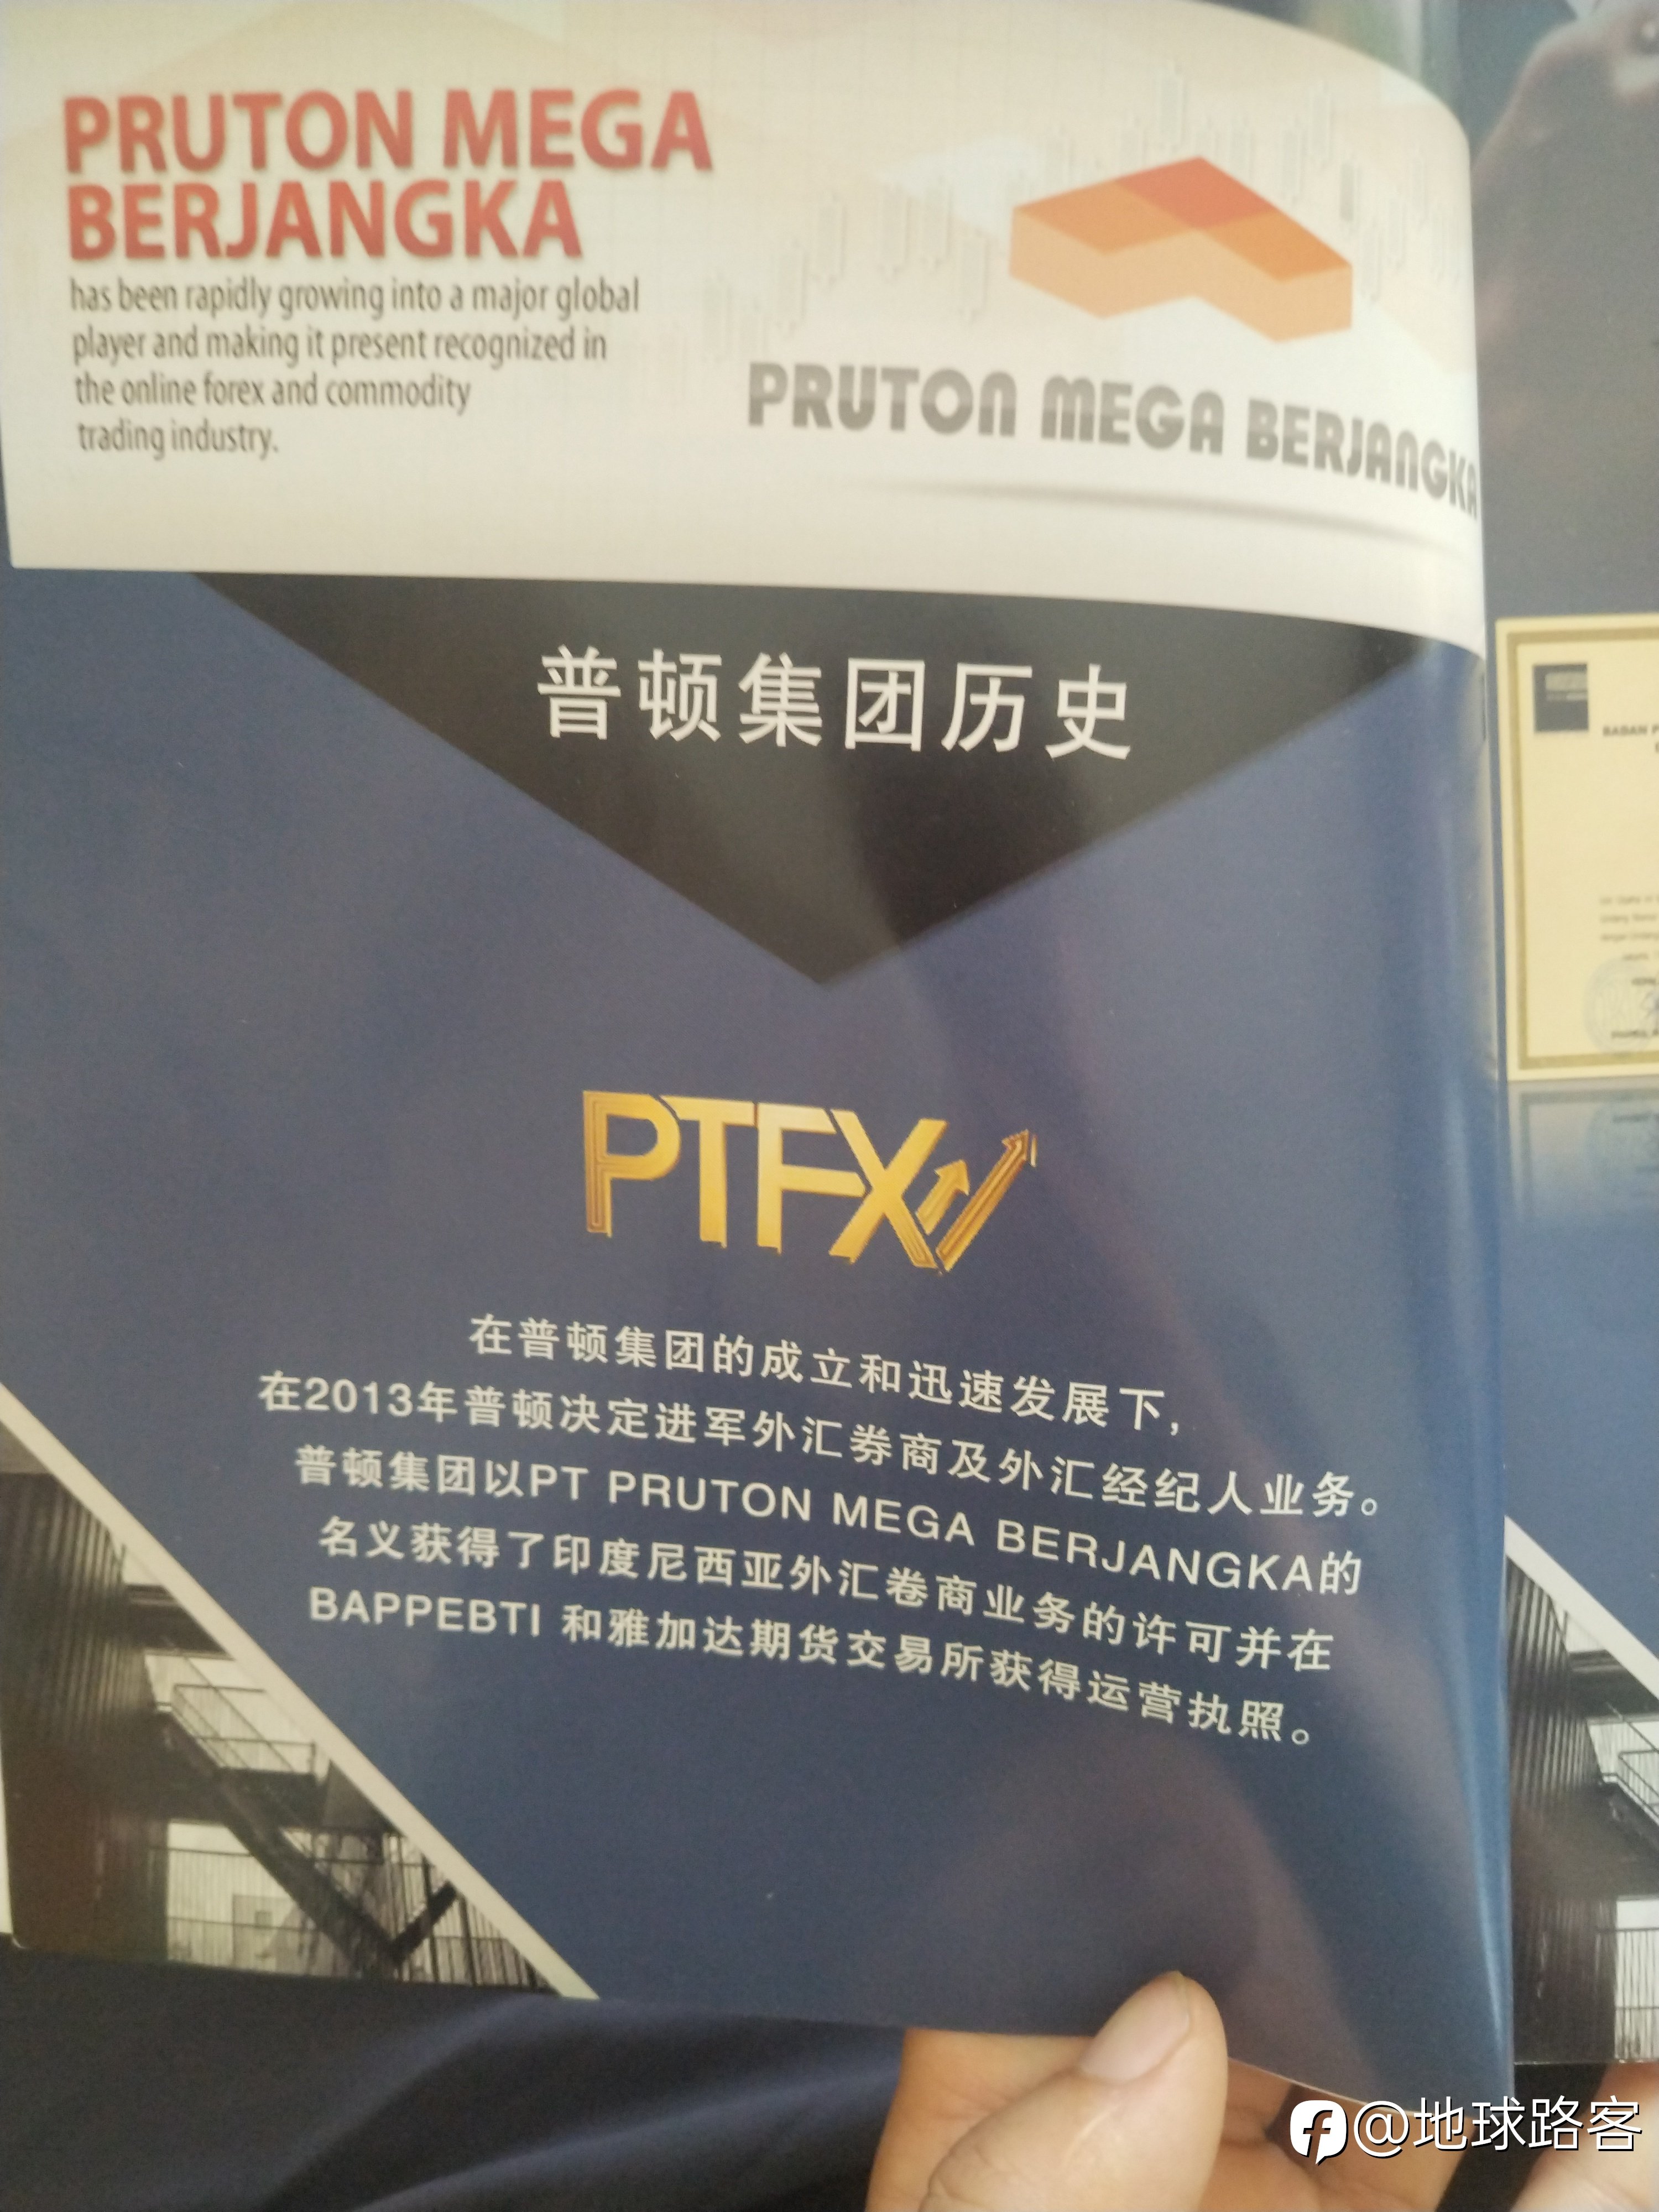 PRUTON MEGA
BERJANGKA
has been rapidly growing into a major global
player and making it present recognized in
the online forex and commodity
trading industry.
PRUTON MEGA BERJANGKA
普顿集团历史
PTFX
在普顿集团的成立和迅速发展下,
在2013年普顿决定进军外汇券商及外汇经纪人业务。
普顿集团以PT PRUTON MEGA BERJANGKA的
名义获得了印度尼西亚外汇卷商业务的许可并在
BAPPEBTI 和雅加达期货交易所获得运营执照。
BADAN
@地球路客